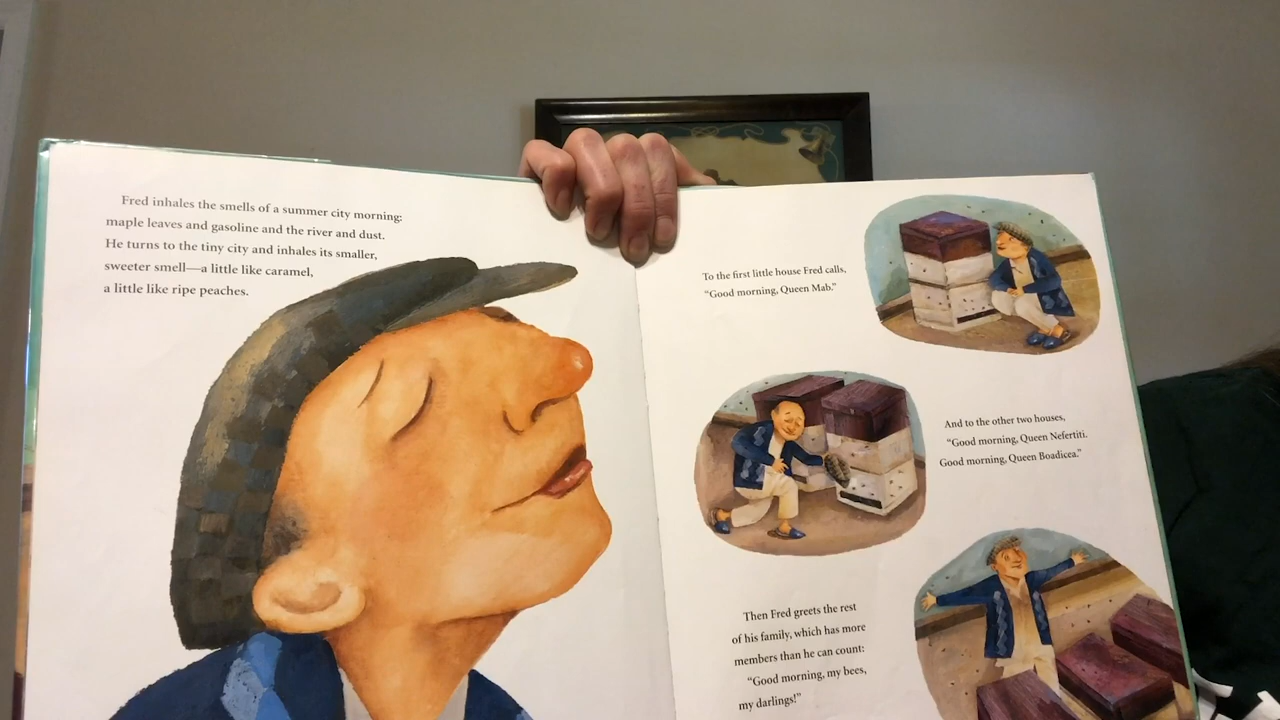 Fred inhales the smells of a summer city morning:
maple leaves and gasoline and the river and dust.
He turns to the tiny city and inhales its smaller,
sweeter smell—a little like caramel,
a little like ripe peaches.
To the first little house Fred calls,
“Good morning, Queen Mab.”
And to the other two houses,
“Good morning, Queen Nefertiti.
Good morning, Queen Boadicea.”
Then Fred greets the rest
of his family, which has more
members than he can count:
“Good morning, my bees,
my darlings!”